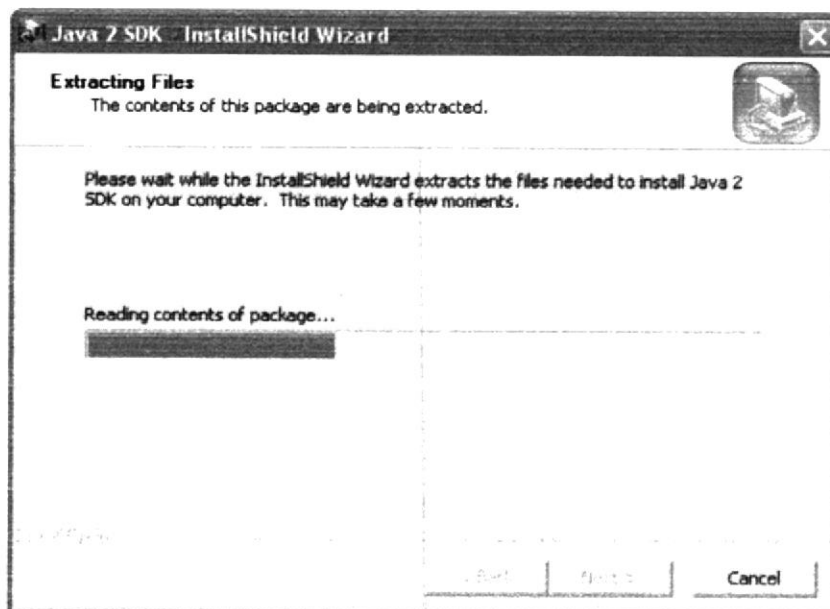 Java 2 SDK InstallShield Wizard
Extracting Files
The contents of this package are being extracted.
Please wait while the InstallShield Wizard extracts the files needed to install Java 2
SDK on your computer. This may take a few moments.
Reading contents of package...
Cancel